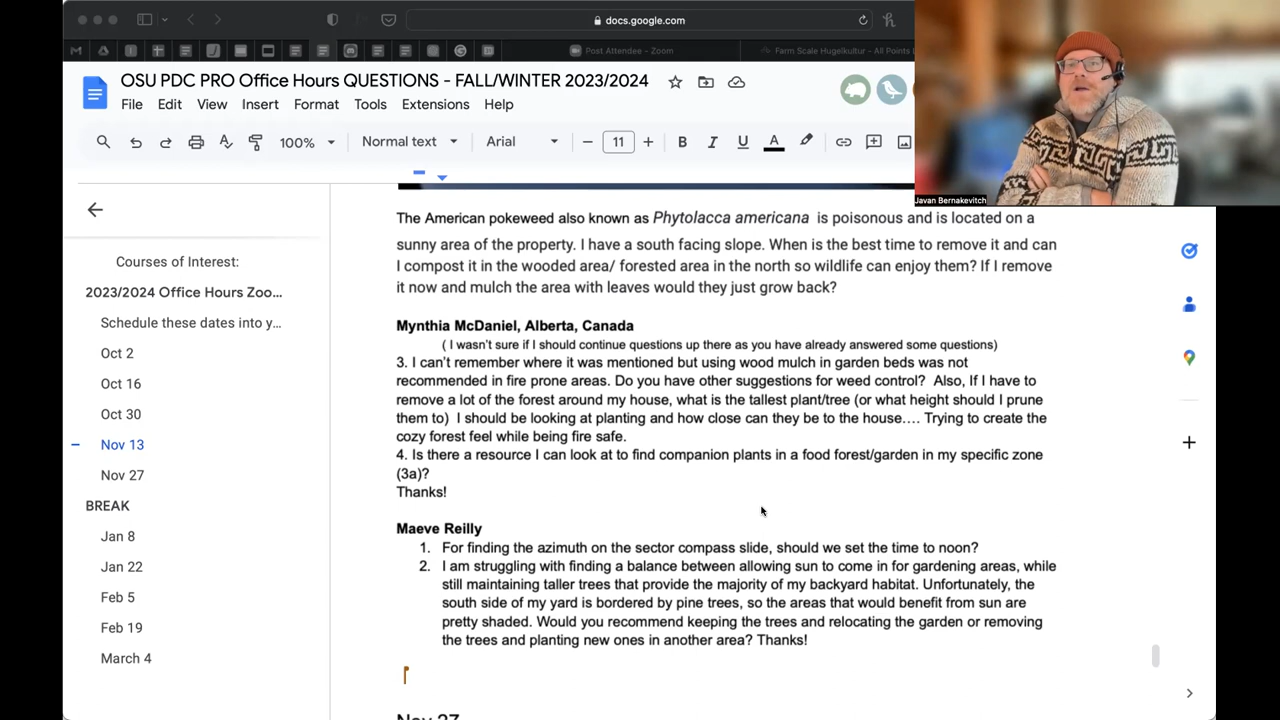 docs.google.com
Post Attendee - Zoom
Farm Scale Hugelkultur - All Points L
OSU PDC PRO Office Hours QUESTIONS - FALL/WINTER 2023/2024
File Edit View Insert Format Tools Extensions Help
100% Normal text Arial 11 B I U A
Javan Bernakevitch
Courses of Interest:
2023/2024 Office Hours Zoo...
Schedule these dates into y...
Oct 2
Oct 16
Oct 30
Nov 13
Nov 27
BREAK
Jan 8
Jan 22
Feb 5
Feb 19
March 4
The American pokeweed also known as Phytolacca americana is poisonous and is located on a
sunny area of the property. I have a south facing slope. When is the best time to remove it and can
I compost it in the wooded area/ forested area in the north so wildlife can enjoy them? If I remove
it now and mulch the area with leaves would they just grow back?
Mynthia McDaniel, Alberta, Canada
( I wasn't sure if I should continue questions up there as you have already answered some questions)
3. I can't remember where it was mentioned but using wood mulch in garden beds was not
recommended in fire prone areas. Do you have other suggestions for weed control? Also, If I have to
remove a lot of the forest around my house, what is the tallest plant/tree (or what height should I prune
them to) I should be looking at planting and how close can they be to the house.... Trying to create the
cozy forest feel while being fire safe.
4. Is there a resource I can look at to find companion plants in a food forest/garden in my specific zone
(3a)?
Thanks!
Maeve Reilly
1. For finding the azimuth on the sector compass slide, should we set the time to noon?
2. I am struggling with finding a balance between allowing sun to come in for gardening areas, while
still maintaining taller trees that provide the majority of my backyard habitat. Unfortunately, the
south side of my yard is bordered by pine trees, so the areas that would benefit from sun are
pretty shaded. Would you recommend keeping the trees and relocating the garden or removing
the trees and planting new ones in another area? Thanks!
Nov 27